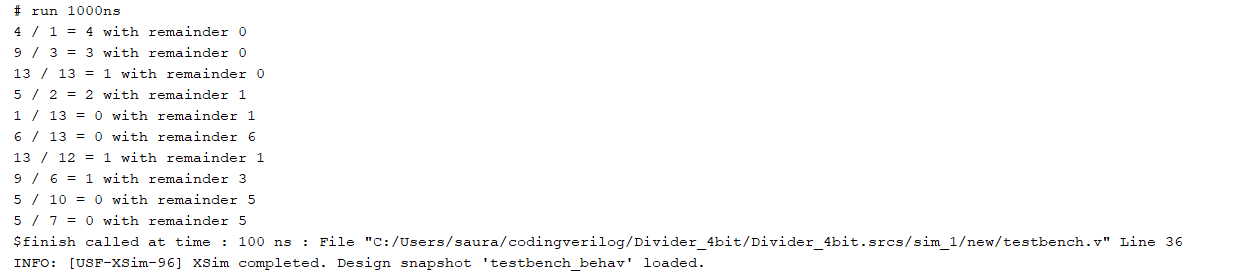 # run 1000ns
4 / 1 = 4 with remainder 0
9 / 3 = 3 with remainder 0
13 / 13 = 1 with remainder 0
5 / 2 = 2 with remainder 1
1 / 13 = 0 with remainder 1
6 / 13 = 0 with remainder 6
13 / 12 = 1 with remainder 1
9 / 6 = 1 with remainder 3
5 / 10 = 0 with remainder 5
5 / 7 = 0 with remainder 5
$finish called at time : 100 ns : File "C:/Users/saura/codingverilog/Divider_4bit/Divider_4bit.srcs/sim_1/new/testbench.v" Line 36
INFO: [USF-XSim-96] XSim completed. Design snapshot 'testbench_behav' loaded.